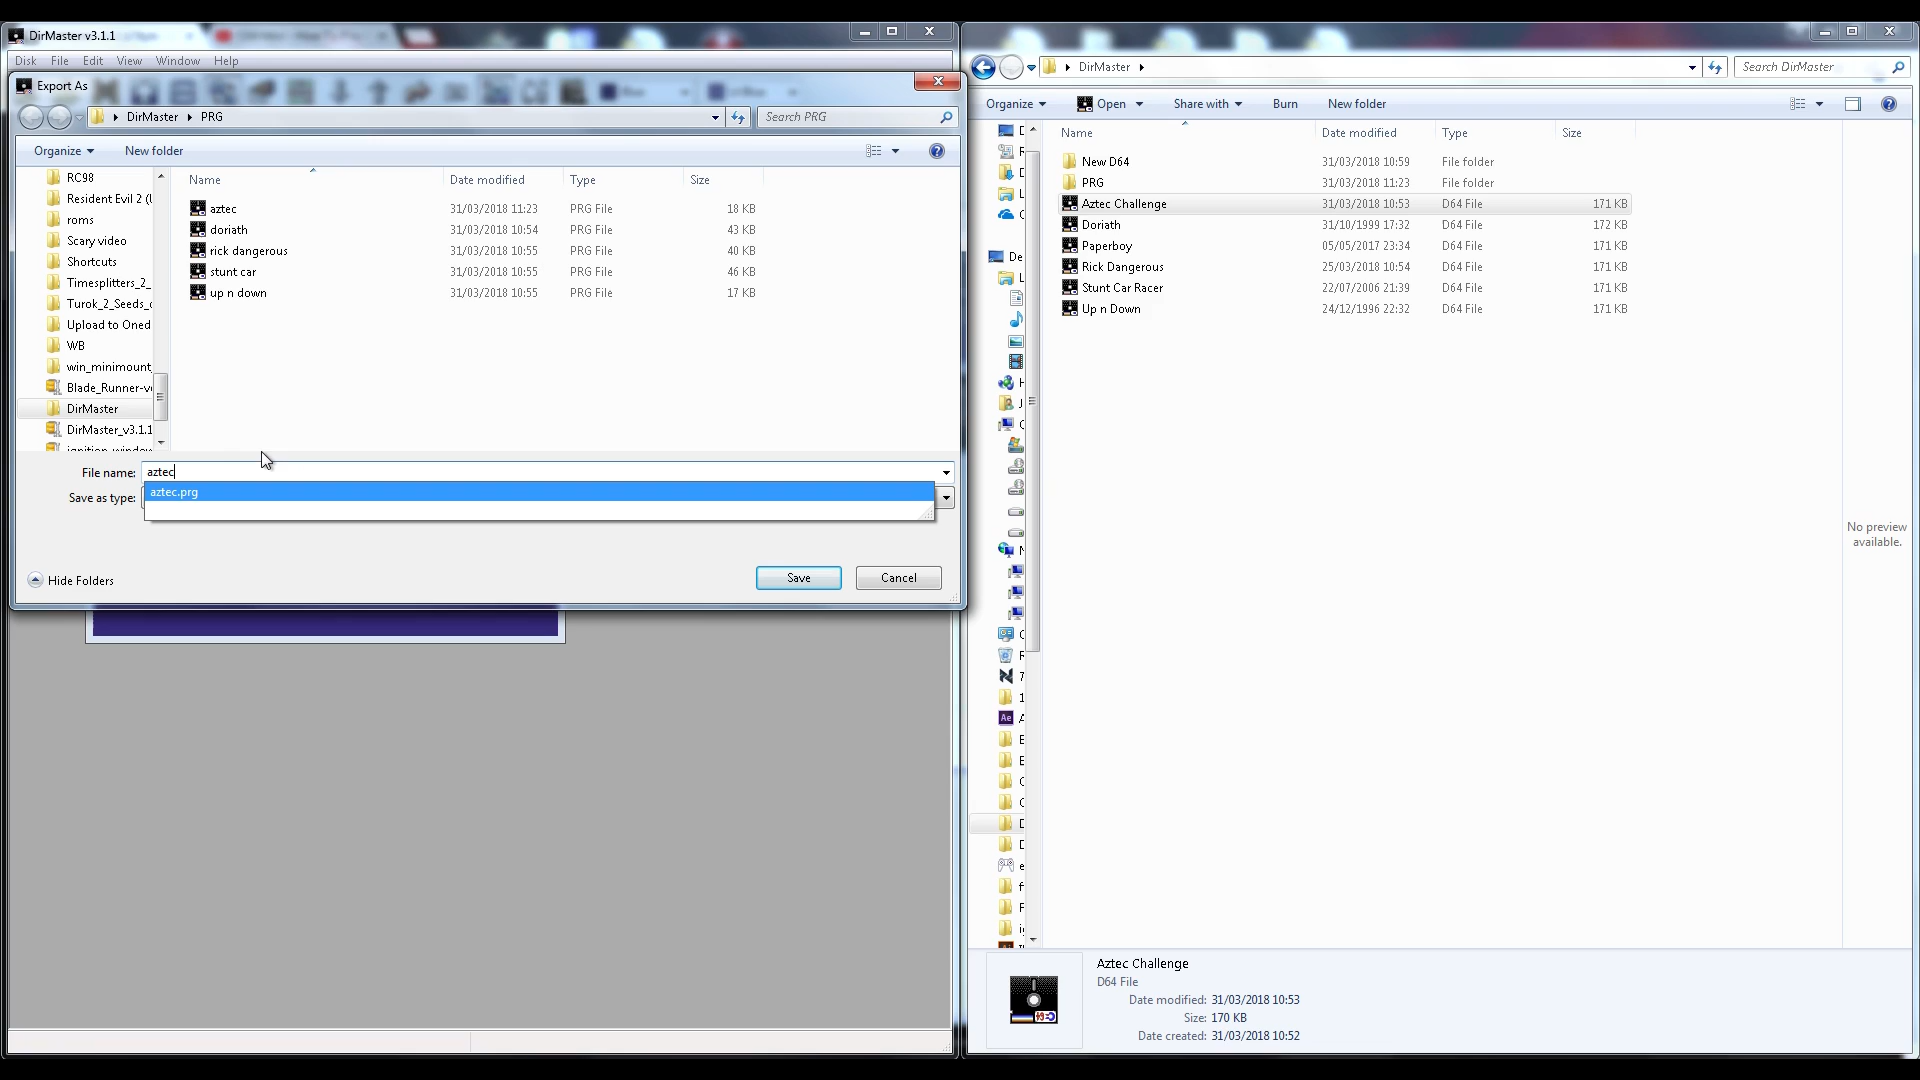 DirMaster v3.1.1
Disk File Edit View Window Help
Export As
DirMaster PRG
Search PRG
Organize New folder
RC98
Resident Evil 2 (l
roms
Scary video
Shortcuts
Timesplitters_2_
Turok_2_Seeds_c
Upload to Oned
WB
win_minimount
Blade_Runner-v
DirMaster
DirMaster_v3.1.1
Name Date modified Type Size
aztec 31/03/2018 11:23 PRG File 18 KB
doriath 31/03/2018 10:54 PRG File 43 KB
rick dangerous 31/03/2018 10:55 PRG File 40 KB
stunt car 31/03/2018 10:55 PRG File 46 KB
up n down 31/03/2018 10:55 PRG File 17 KB
File name: aztec
Save as type:
aztec.prg
Hide Folders
Save Cancel
DirMaster
Search DirMaster
Organize Open Share with Burn New folder
Name Date modified Type Size
New D64 31/03/2018 10:59 File folder
PRG 31/03/2018 11:23 File folder
Aztec Challenge 31/03/2018 10:53 D64 File 171 KB
Doriath 31/10/1999 17:32 D64 File 172 KB
Paperboy 05/05/2017 23:34 D64 File 171 KB
Rick Dangerous 25/03/2018 10:54 D64 File 171 KB
Stunt Car Racer 22/07/2006 21:39 D64 File 171 KB
Up n Down 24/12/1996 22:32 D64 File 171 KB
De
No preview
available.
Aztec Challenge
D64 File
Date modified: 31/03/2018 10:53
Size: 170 KB
Date created: 31/03/2018 10:52